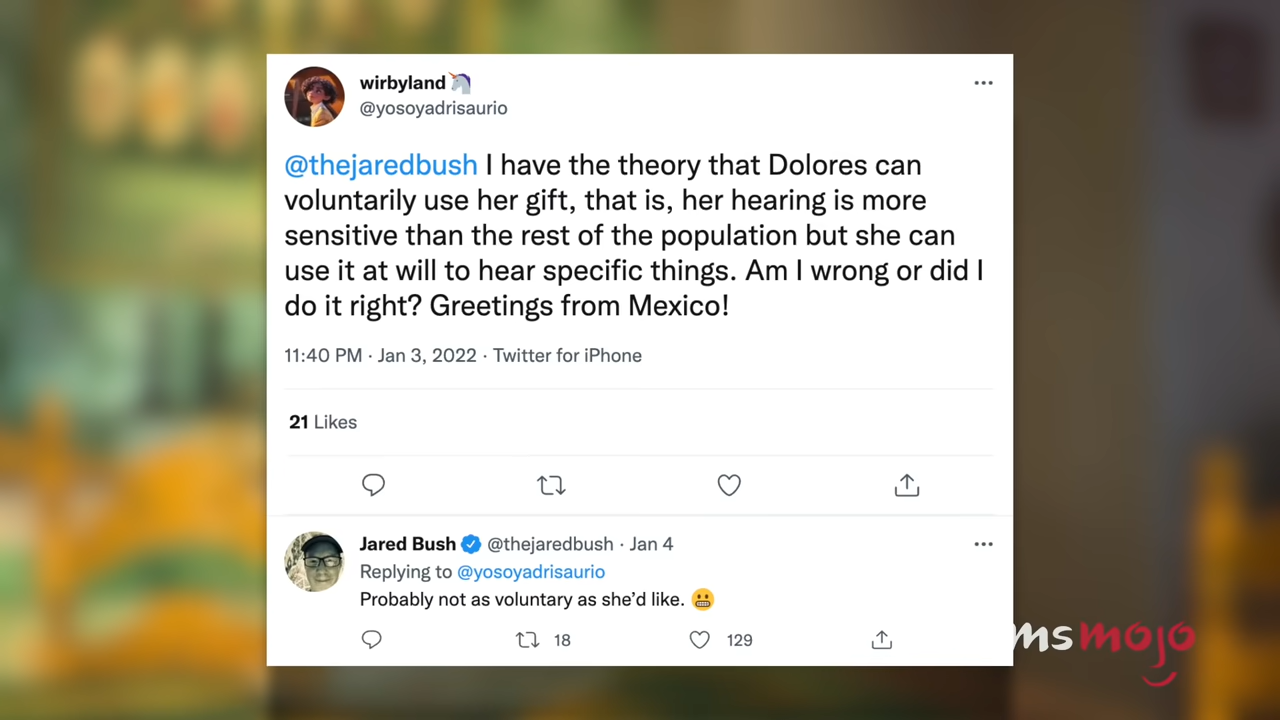 wirbyland🦄
@yosoyadrisaurio
@thejaredbush I have the theory that Dolores can
voluntarily use her gift, that is, her hearing is more
sensitive than the rest of the population but she can
use it at will to hear specific things. Am I wrong or did I
do it right? Greetings from Mexico!
11:40 PM · Jan 3, 2022 · Twitter for iPhone
21 Likes
Jared Bush @thejaredbush · Jan 4
Replying to @yosoyadrisaurio
Probably not as voluntary as she’d like. 😬
18 129
msmojo